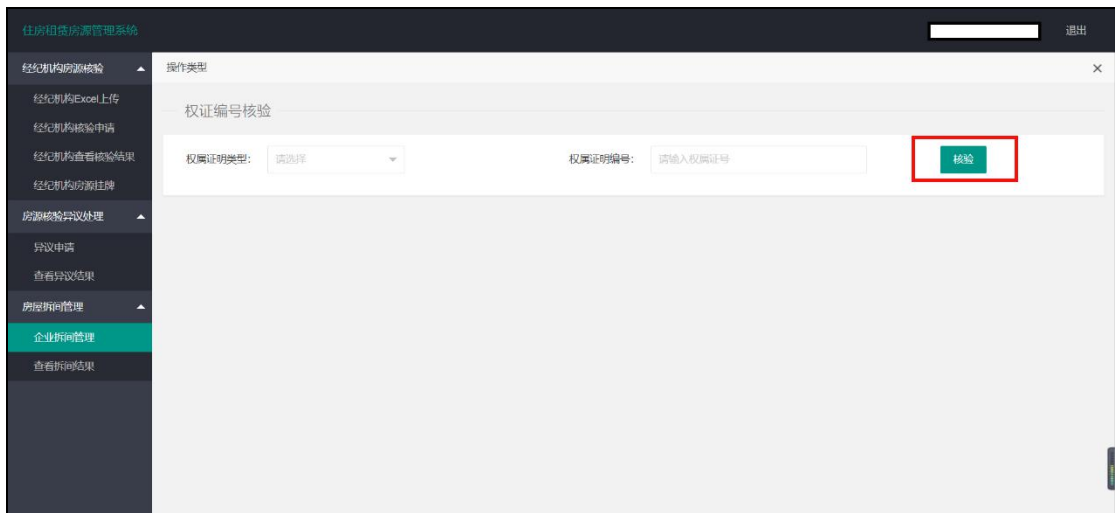 住房租赁房源管理系统
退出
经纪机构房源核验
操作类型
经纪机构Excel上传
权证编号核验
经纪机构核验申请
经纪机构查看核验结果
权属证明类型:
请选择
权属证明编号:
请输入权属证号
核验
经纪机构房源挂牌
房源核验异议处理
异议申请
查看异议结果
房屋拆间管理
企业拆间管理
查看拆间结果